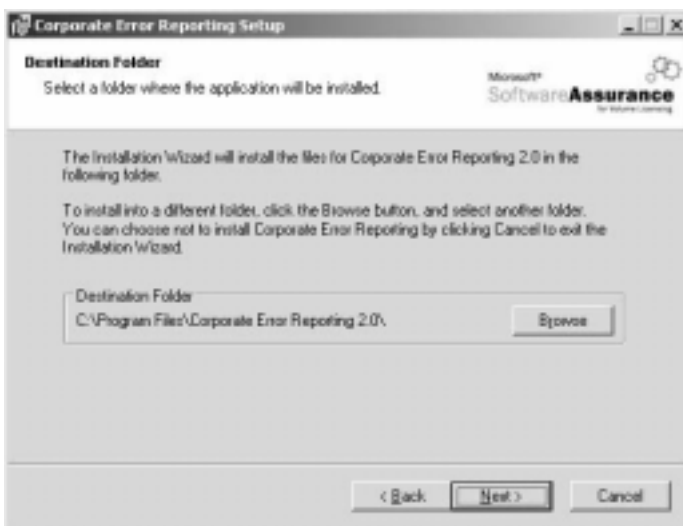 Corporate Error Reporting Setup
Destination Folder
Select a folder where the application will be installed.
Microsoft*
SoftwareAssurance
for Volume Licensing
The Installation Wizard will install the files for Corporate Error Reporting 2.0 in the
following folder.
To install into a different folder, click the Browse button, and select another folder.
You can choose not to install Corporate Error Reporting by clicking Cancel to exit the
Installation Wizard.
Destination Folder
C:\Program Files\Corporate Error Reporting 2.0\
Browse
< Back
Next >
Cancel